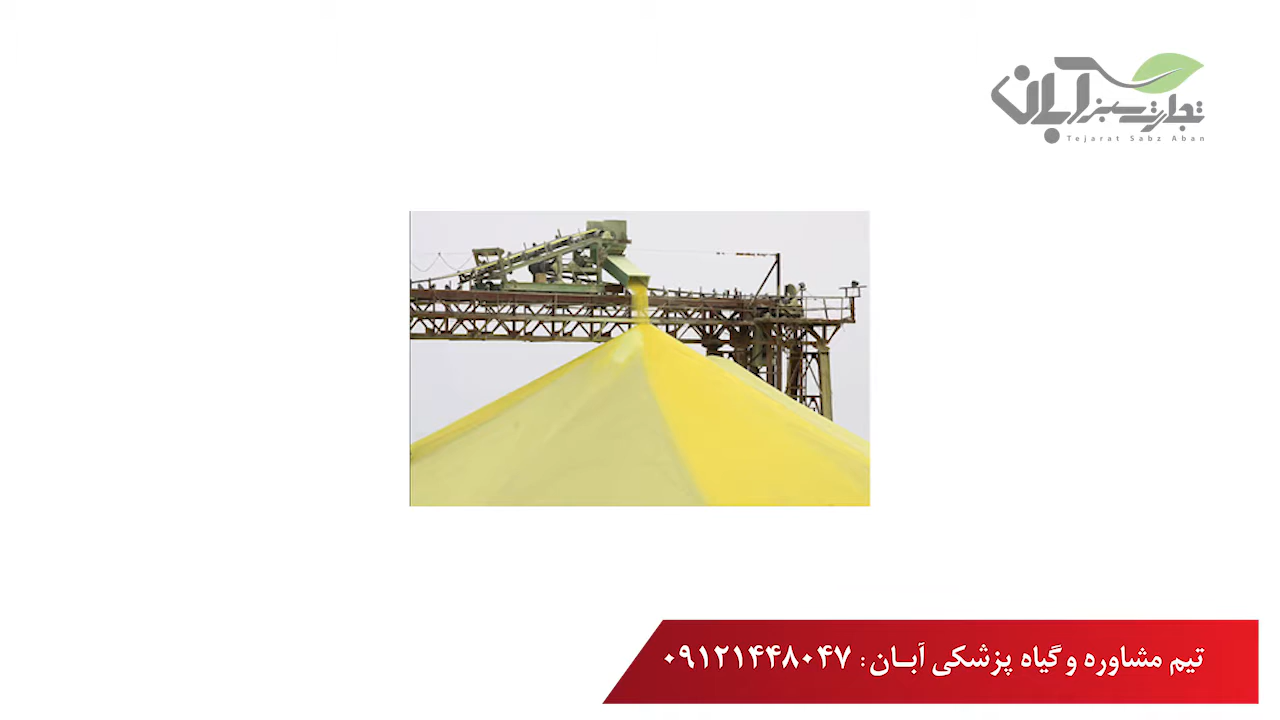 تجارت سبز آبان
Tejarat Sabz Aban
تیم مشاوره و گیاه پزشکی آبـان : ۰۹۱۲۱۴۴۸۰۴۷